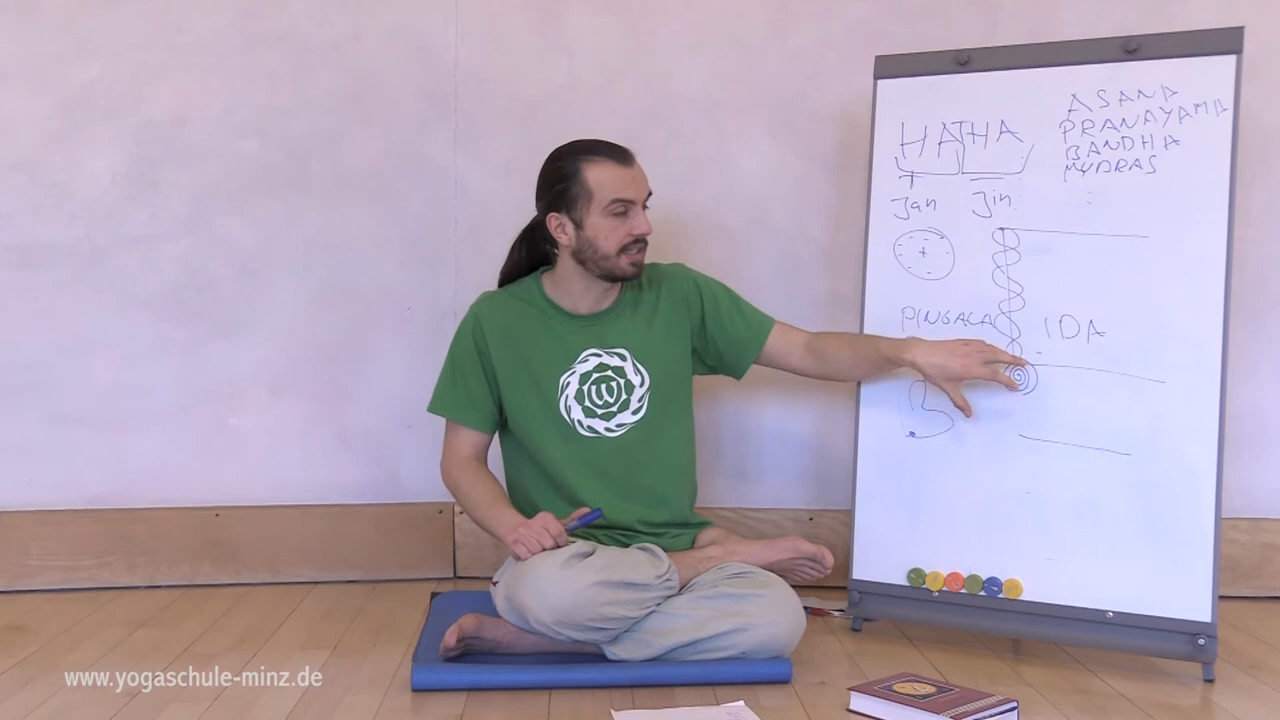 HATHA
ASANA
PRANAYAMA
BANDHA
MUDRAS
+
−
Jan
Jin
+
PINGALA
IDA
W
www.yogaschule-minz.de